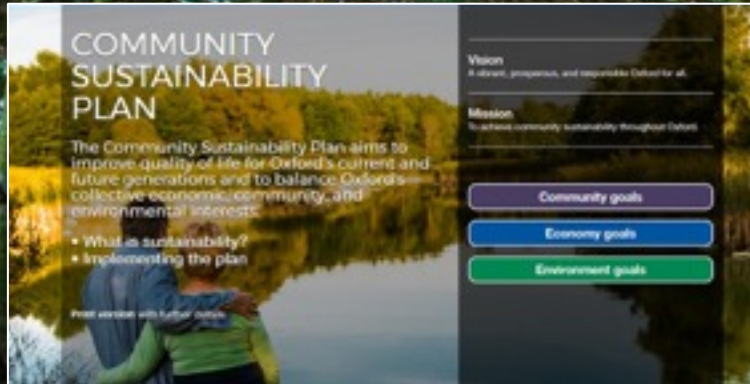 COMMUNITY
SUSTAINABILITY
PLAN
The Community Sustainability Plan aims to
improve quality of life for Oxford's current and
future generations and to balance Oxford's
collective economic, community, and
environmental interests.
• What is sustainability?
• Implementing the plan
Print version with further details
Vision
A vibrant, prosperous, and responsible Oxford for all.
Mission
To achieve community sustainability throughout Oxford.
Community goals
Economy goals
Environment goals